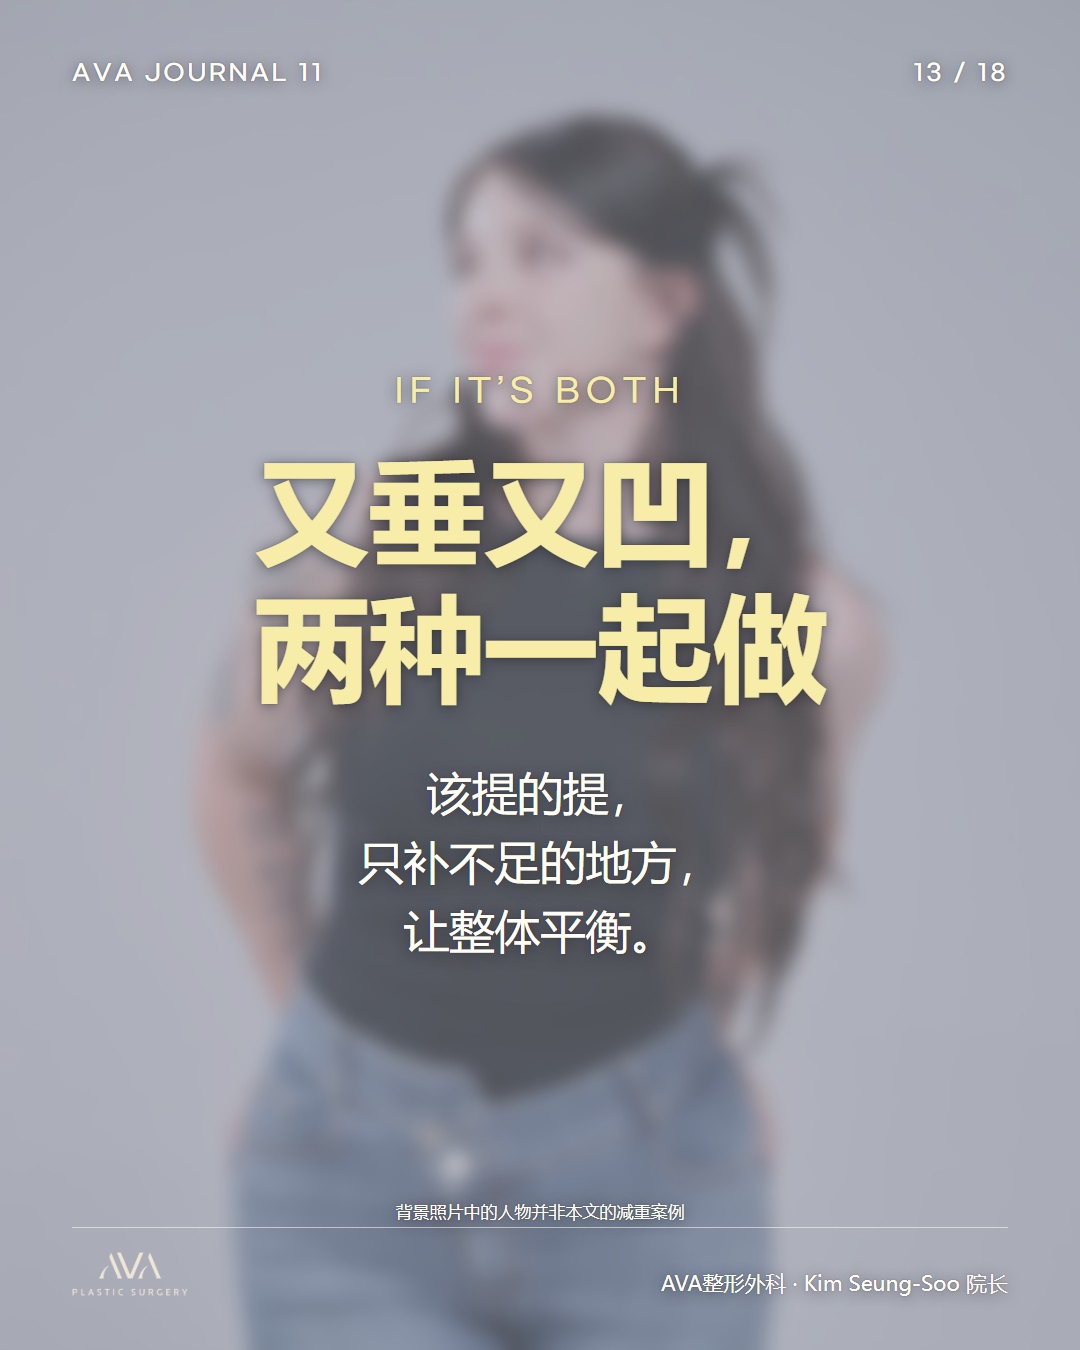 AVA JOURNAL 11
13 / 18
IF IT’S BOTH
又垂又凹，
两种一起做
该提的提，
只补不足的地方，
让整体平衡。
背景照片中的人物并非本文的减重案例
AVA
PLASTIC SURGERY
AVA整形外科 · Kim Seung-Soo 院长